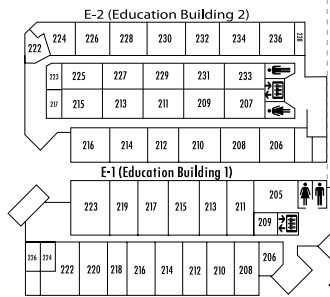 E-2 (Education Building 2)
222 224 226 228 230 232 234 236 238
223 225 227 229 231 233
217 215 213 211 209 207
216 214 212 210 208 206
E-1 (Education Building 1)
223 219 217 215 213 211 205
209
226 224 222 220 218 216 214 212 210 208 206